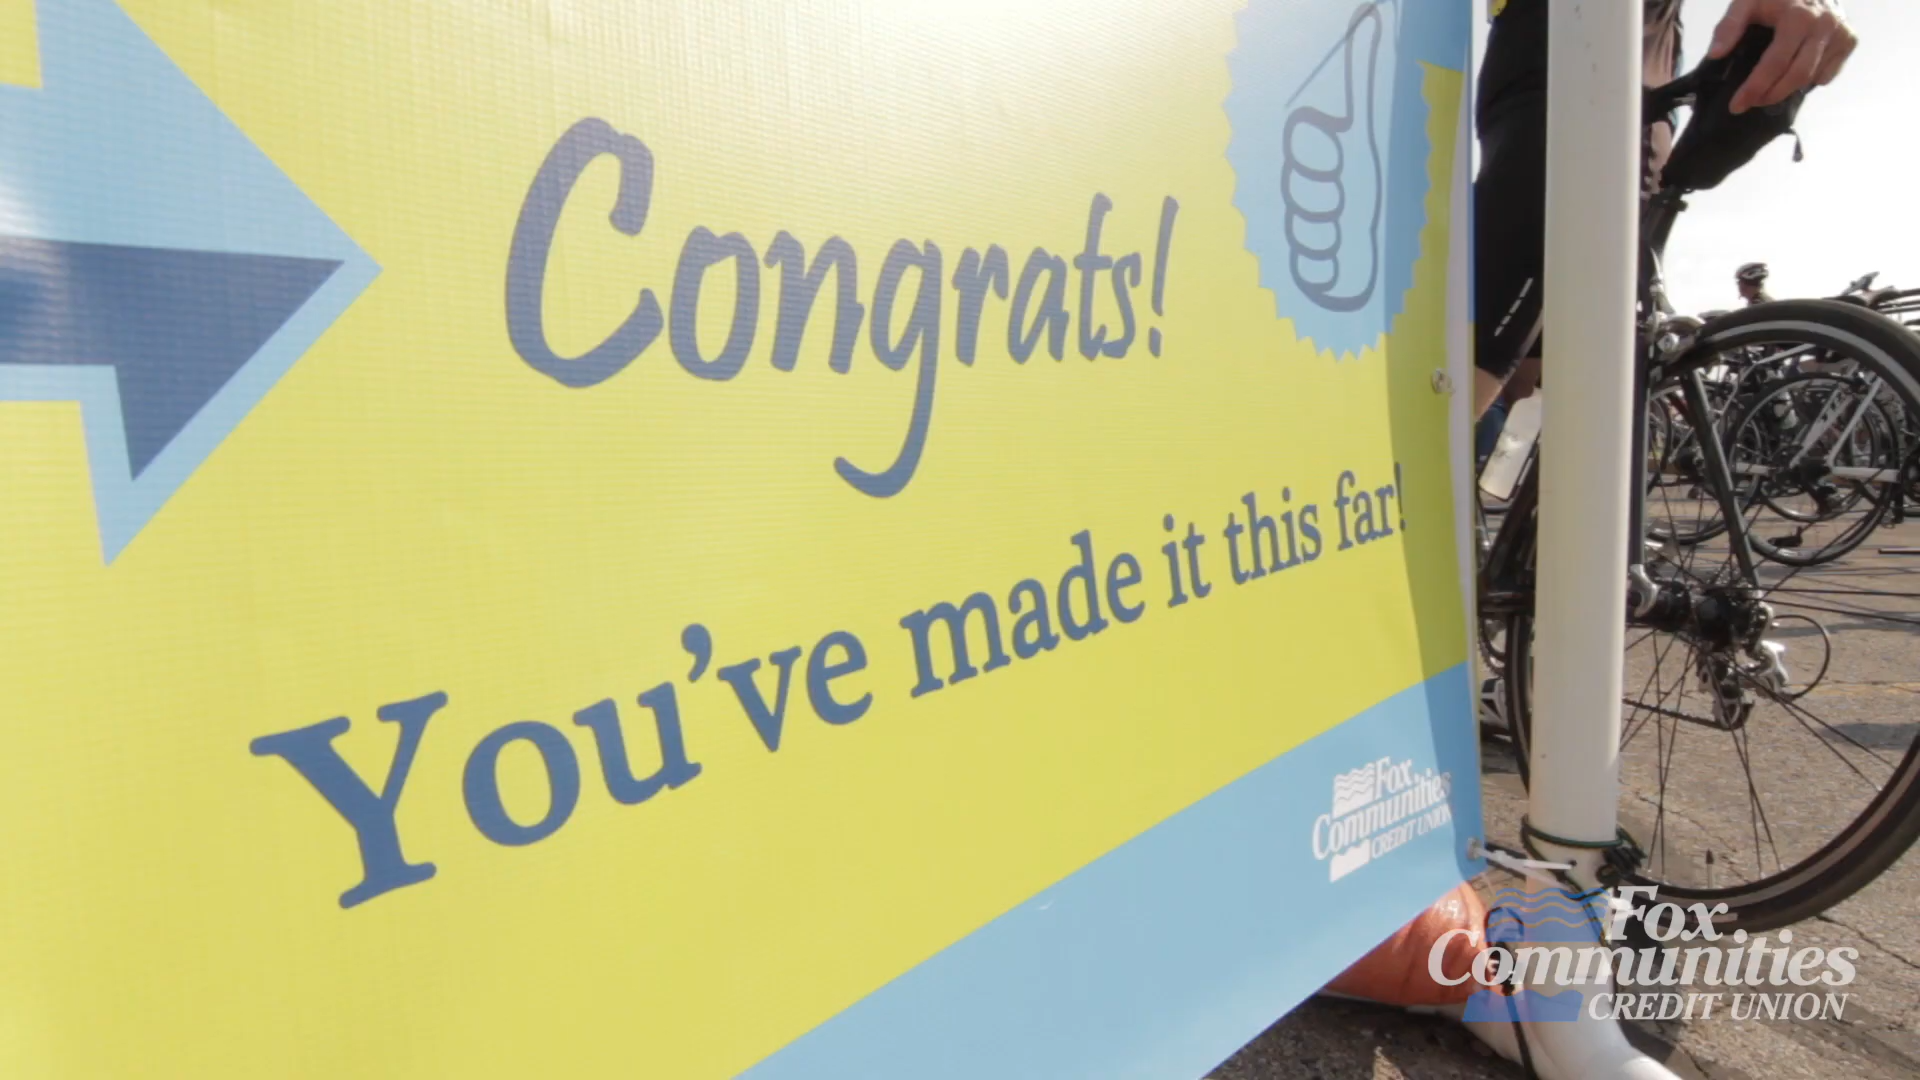 Congrats!
You've made it this far!
Fox
Communities
CREDIT UNION
Fox
Communities
CREDIT UNION